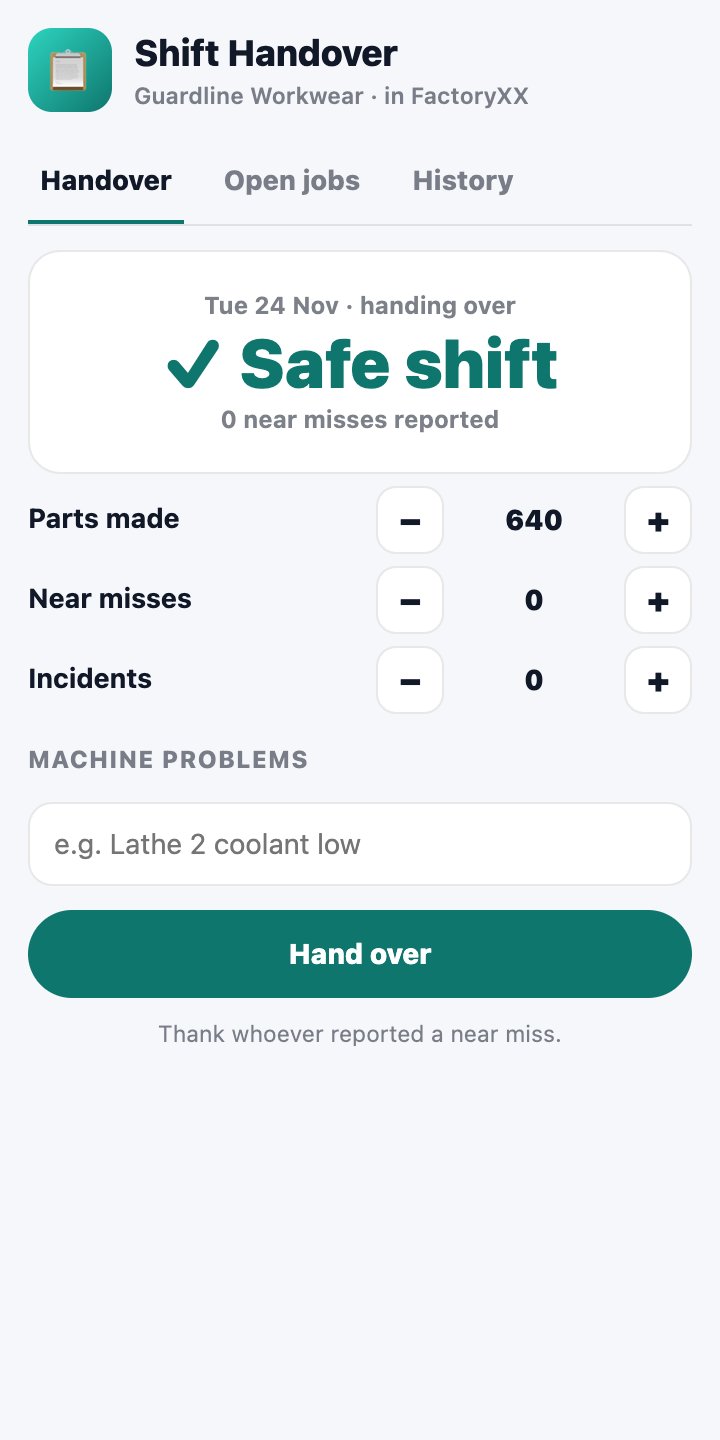 Shift Handover
Guardline Workwear · in FactoryXX
Handover Open jobs History
Tue 24 Nov · handing over
✓ Safe shift
0 near misses reported
Parts made − 640 +
Near misses − 0 +
Incidents − 0 +
MACHINE PROBLEMS
e.g. Lathe 2 coolant low
Hand over
Thank whoever reported a near miss.